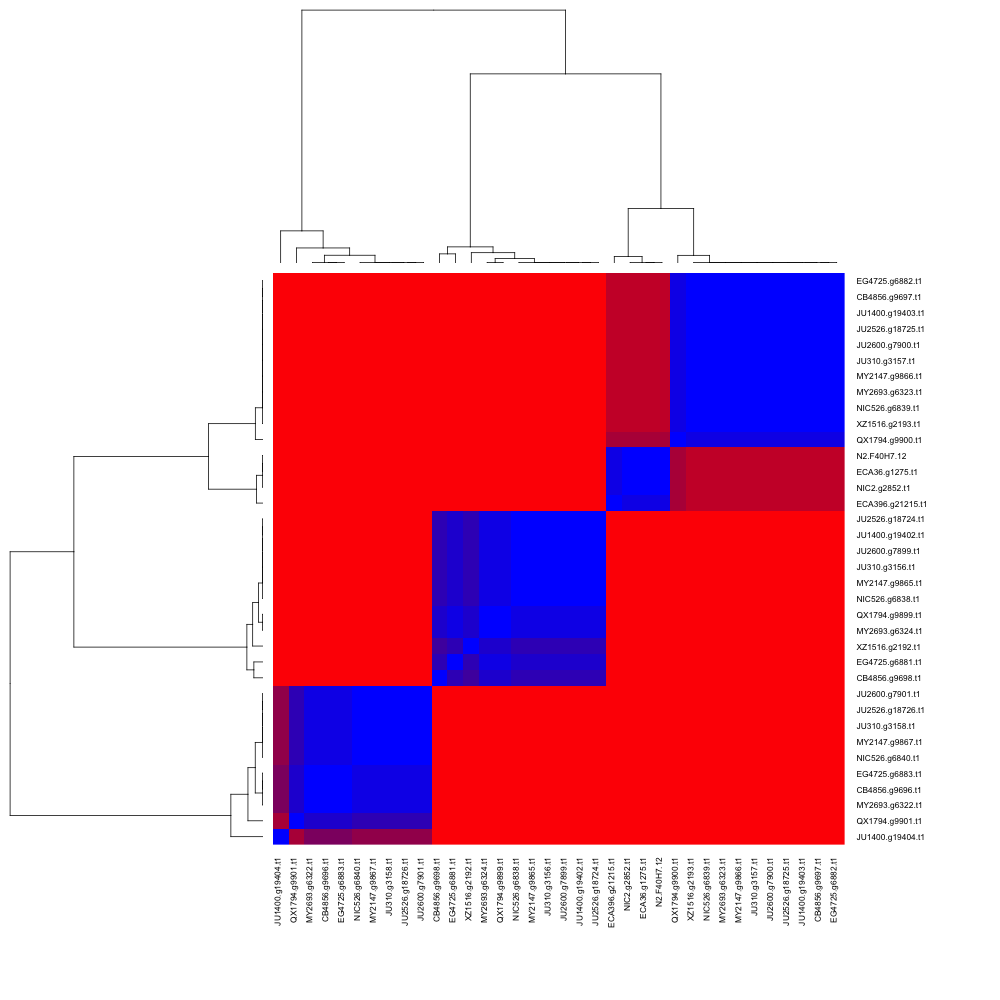 EG4725.g6882.t1
CB4856.g9697.t1
JU1400.g19403.t1
JU2526.g18725.t1
JU2600.g7900.t1
JU310.g3157.t1
MY2147.g9866.t1
MY2693.g6323.t1
NIC526.g6839.t1
XZ1516.g2193.t1
QX1794.g9900.t1
N2.F40H7.12
ECA36.g1275.t1
NIC2.g2852.t1
ECA396.g21215.t1
JU2526.g18724.t1
JU1400.g19402.t1
JU2600.g7899.t1
JU310.g3156.t1
MY2147.g9865.t1
NIC526.g6838.t1
QX1794.g9899.t1
MY2693.g6324.t1
XZ1516.g2192.t1
EG4725.g6881.t1
CB4856.g9698.t1
JU2600.g7901.t1
JU2526.g18726.t1
JU310.g3158.t1
MY2147.g9867.t1
NIC526.g6840.t1
EG4725.g6883.t1
CB4856.g9696.t1
MY2693.g6322.t1
QX1794.g9901.t1
JU1400.g19404.t1
JU1400.g19404.t1
QX1794.g9901.t1
MY2693.g6322.t1
CB4856.g9696.t1
EG4725.g6883.t1
NIC526.g6840.t1
MY2147.g9867.t1
JU310.g3158.t1
JU2526.g18726.t1
JU2600.g7901.t1
CB4856.g9698.t1
EG4725.g6881.t1
XZ1516.g2192.t1
MY2693.g6324.t1
QX1794.g9899.t1
NIC526.g6838.t1
MY2147.g9865.t1
JU310.g3156.t1
JU2600.g7899.t1
JU1400.g19402.t1
JU2526.g18724.t1
ECA396.g21215.t1
NIC2.g2852.t1
ECA36.g1275.t1
N2.F40H7.12
QX1794.g9900.t1
XZ1516.g2193.t1
NIC526.g6839.t1
MY2693.g6323.t1
MY2147.g9866.t1
JU310.g3157.t1
JU2600.g7900.t1
JU2526.g18725.t1
JU1400.g19403.t1
CB4856.g9697.t1
EG4725.g6882.t1